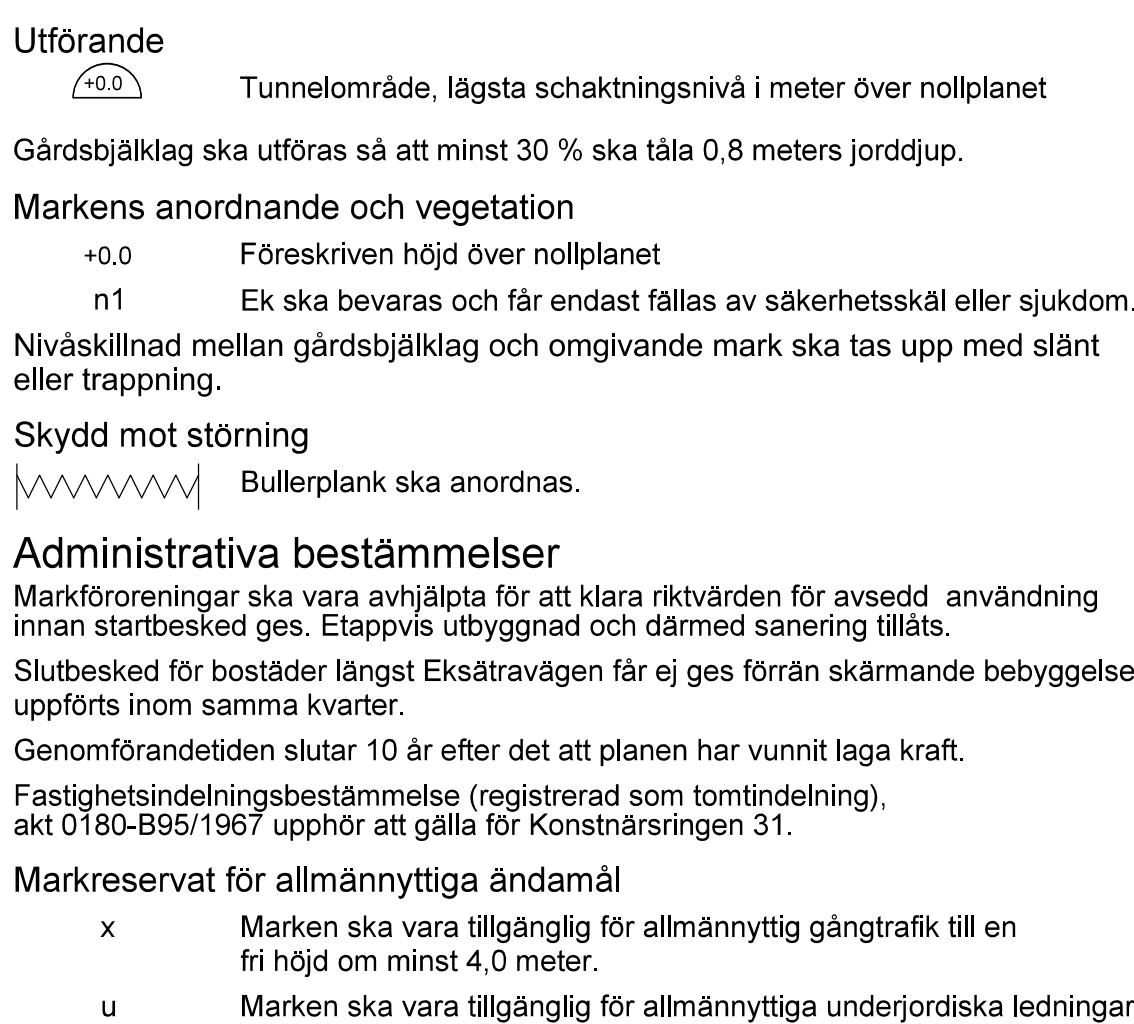 Utförande
+0.0 Tunnelområde, lägsta schaktningsnivå i meter över nollplanet
Gårdsbjälklag ska utföras så att minst 30 % ska tåla 0,8 meters jorddjup.
Markens anordnande och vegetation
+0.0 Föreskriven höjd över nollplanet
n1 Ek ska bevaras och får endast fällas av säkerhetsskäl eller sjukdom.
Nivåskillnad mellan gårdsbjälklag och omgivande mark ska tas upp med slänt
eller trappning.
Skydd mot störning
Bullerplank ska anordnas.
Administrativa bestämmelser
Markföroreningar ska vara avhjälpta för att klara riktvärden för avsedd användning
innan startbesked ges. Etappvis utbyggnad och därmed sanering tillåts.
Slutbesked för bostäder längst Eksätravägen får ej ges förrän skärmande bebyggelse
uppförts inom samma kvarter.
Genomförandetiden slutar 10 år efter det att planen har vunnit laga kraft.
Fastighetsindelningsbestämmelse (registrerad som tomtindelning),
akt 0180-B95/1967 upphör att gälla för Konstnärsringen 31.
Markreservat för allmännyttiga ändamål
x Marken ska vara tillgänglig för allmännyttig gångtrafik till en
fri höjd om minst 4,0 meter.
u Marken ska vara tillgänglig för allmännyttiga underjordiska ledningar